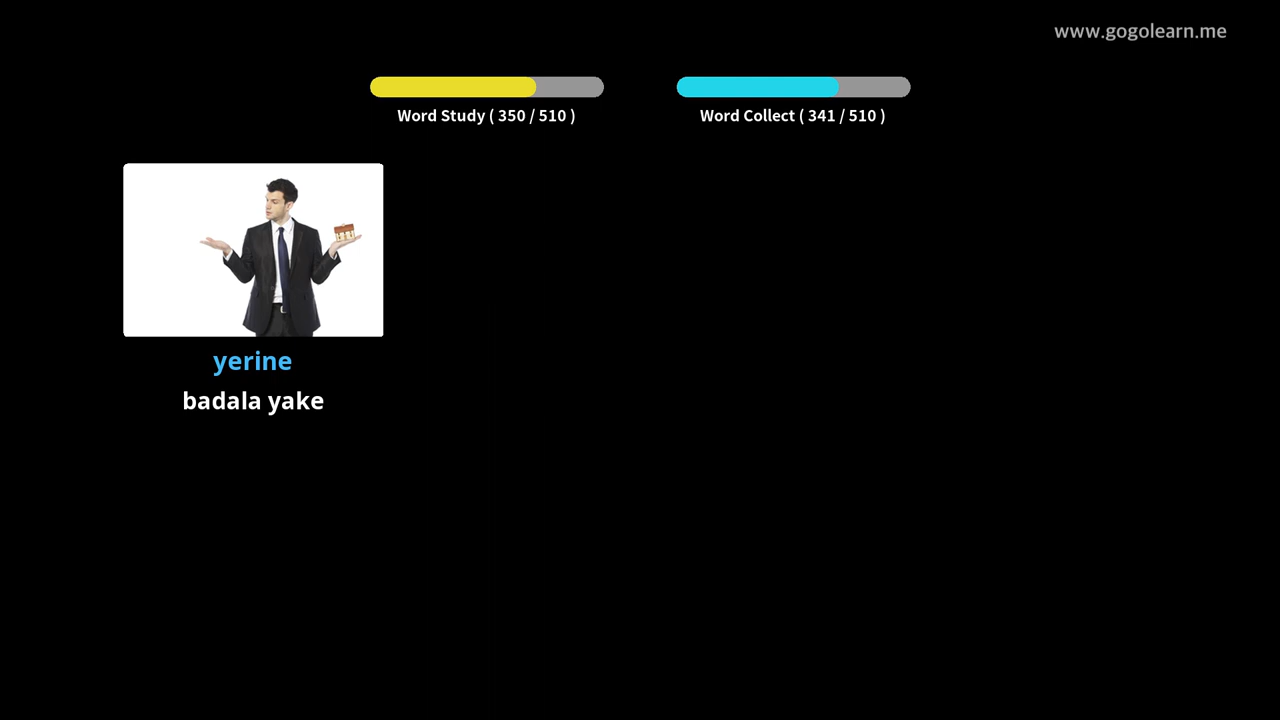 www.gogolearn.me
Word Study ( 350 / 510 )
Word Collect ( 341 / 510 )
yerine
badala yake